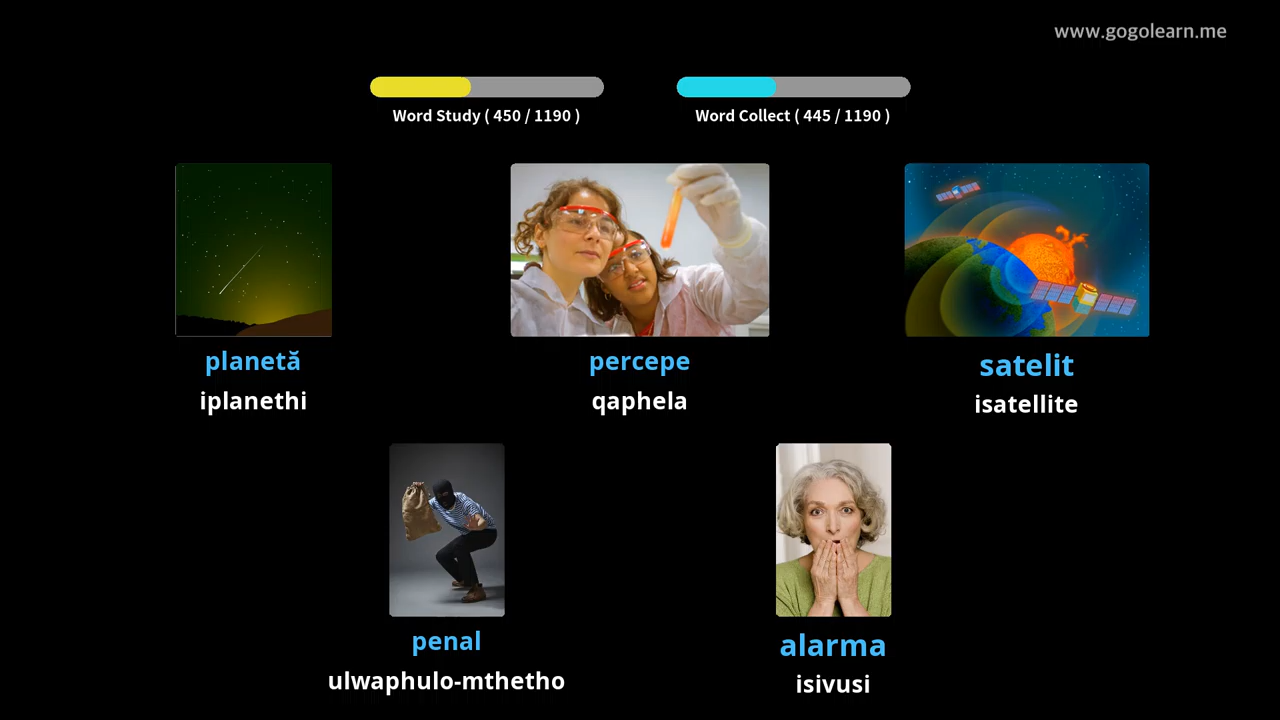 www.gogolearn.me
Word Study ( 450 / 1190 )
Word Collect ( 445 / 1190 )
planetă
iplanethi
percepe
qaphela
satelit
isatellite
penal
ulwaphulo-mthetho
alarma
isivusi